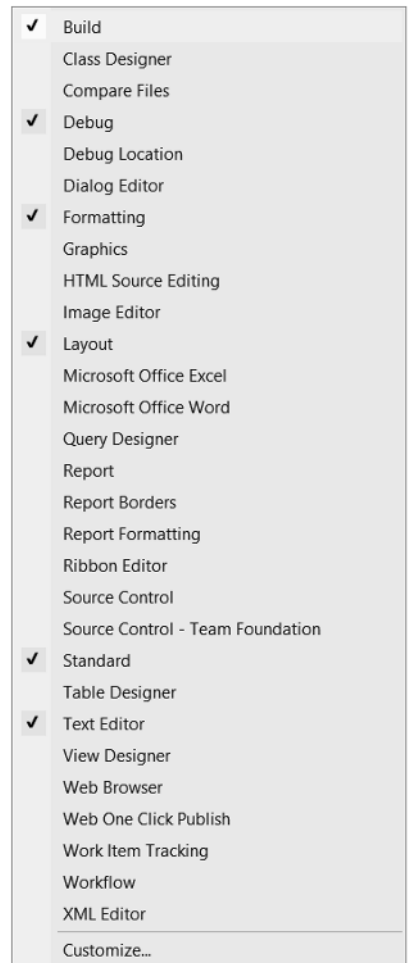 Build
Class Designer
Compare Files
Debug
Debug Location
Dialog Editor
Formatting
Graphics
HTML Source Editing
Image Editor
Layout
Microsoft Office Excel
Microsoft Office Word
Query Designer
Report
Report Borders
Report Formatting
Ribbon Editor
Source Control
Source Control - Team Foundation
Standard
Table Designer
Text Editor
View Designer
Web Browser
Web One Click Publish
Work Item Tracking
Workflow
XML Editor
Customize...